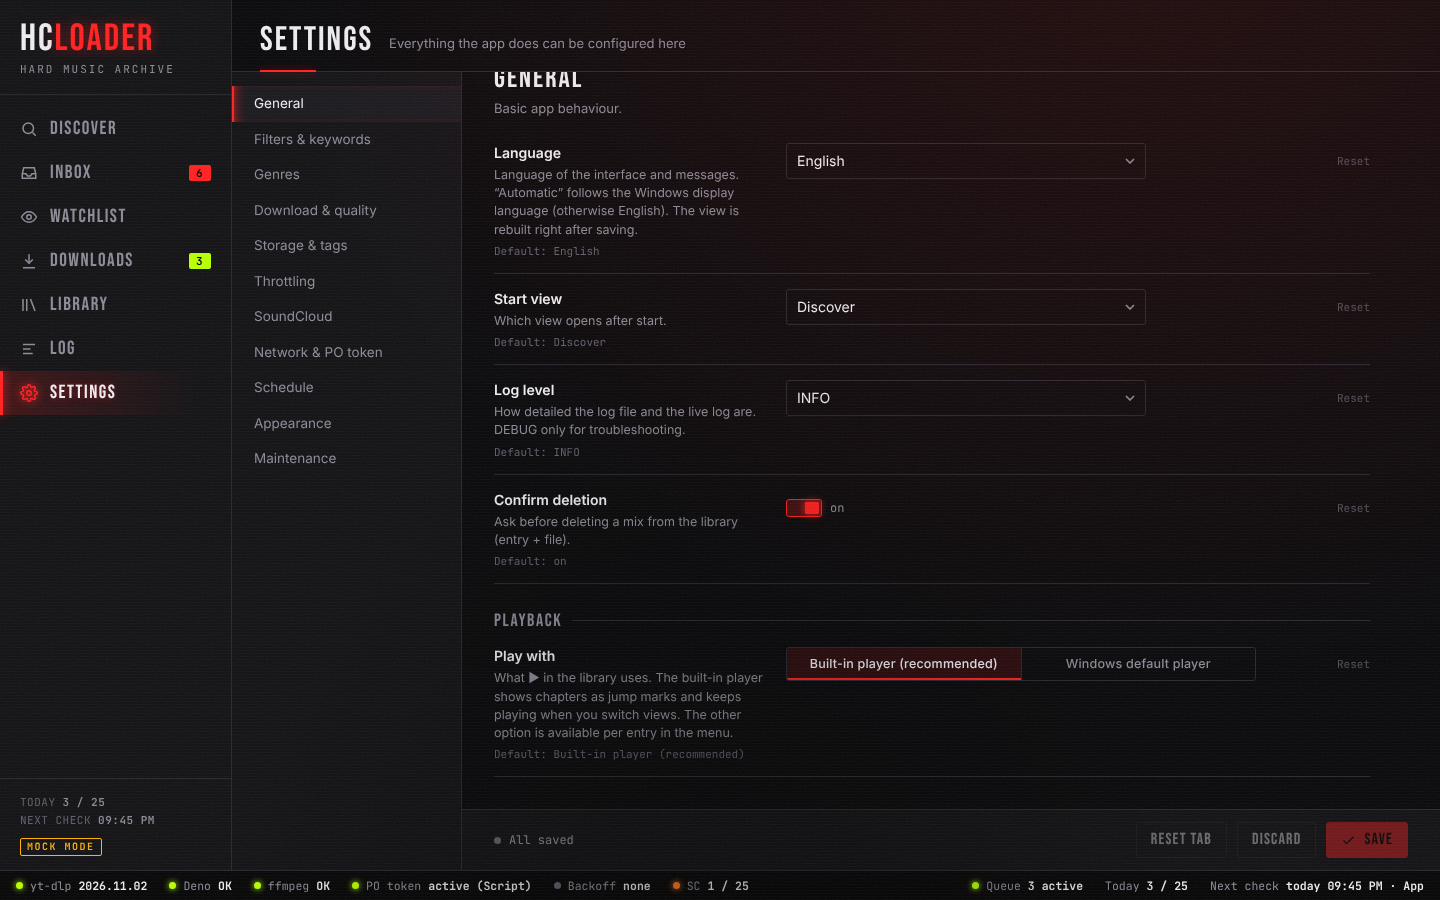 HCLOADER
HARD MUSIC ARCHIVE
DISCOVER
INBOX 6
WATCHLIST
DOWNLOADS 3
LIBRARY
LOG
SETTINGS
TODAY 3 / 25
NEXT CHECK 09:45 PM
MOCK MODE
SETTINGS Everything the app does can be configured here
General
Filters & keywords
Genres
Download & quality
Storage & tags
Throttling
SoundCloud
Network & PO token
Schedule
Appearance
Maintenance
GENERAL
Basic app behaviour.
Language
Language of the interface and messages.
“Automatic” follows the Windows display
language (otherwise English). The view is
rebuilt right after saving.
Default: English
English
Reset
Start view
Which view opens after start.
Default: Discover
Discover
Reset
Log level
How detailed the log file and the live log are.
DEBUG only for troubleshooting.
Default: INFO
INFO
Reset
Confirm deletion
Ask before deleting a mix from the library
(entry + file).
Default: on
on
Reset
PLAYBACK
Play with
What ▶ in the library uses. The built-in player
shows chapters as jump marks and keeps
playing when you switch views. The other
option is available per entry in the menu.
Default: Built-in player (recommended)
Built-in player (recommended)
Windows default player
Reset
All saved
RESET TAB
DISCARD
SAVE
yt-dlp 2026.11.02 Deno OK ffmpeg OK PO token active (Script) Backoff none SC 1 / 25 Queue 3 active Today 3 / 25 Next check today 09:45 PM · App